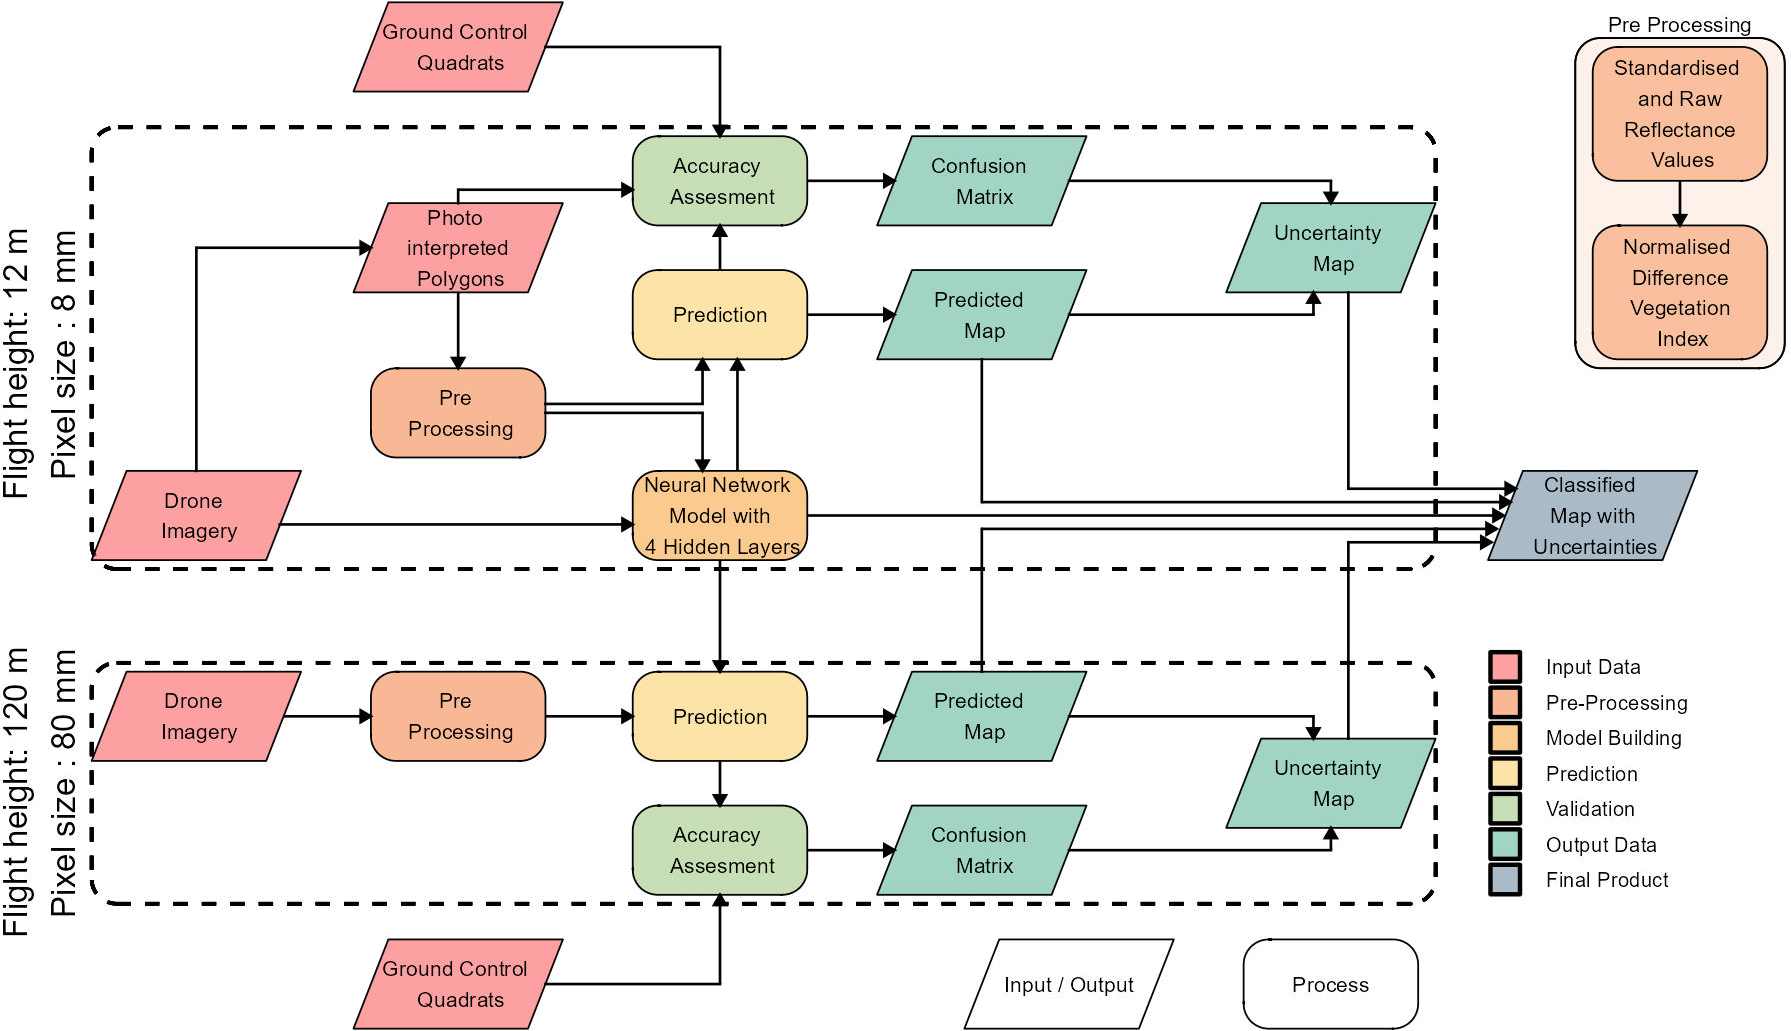 Ground Control
Quadrats
Pre Processing
Standardised
and Raw
Reflectance
Values
Normalised
Difference
Vegetation
Index
Flight height: 12 m
Pixel size : 8 mm
Accuracy
Assesment
Confusion
Matrix
Photo
interpreted
Polygons
Uncertainty
Map
Prediction
Predicted
Map
Pre
Processing
Drone
Imagery
Neural Network
Model with
4 Hidden Layers
Classified
Map with
Uncertainties
Flight height: 120 m
Pixel size : 80 mm
Drone
Imagery
Pre
Processing
Prediction
Predicted
Map
Uncertainty
Map
Accuracy
Assesment
Confusion
Matrix
Ground Control
Quadrats
Input Data
Pre-Processing
Model Building
Prediction
Validation
Output Data
Final Product
Input / Output
Process